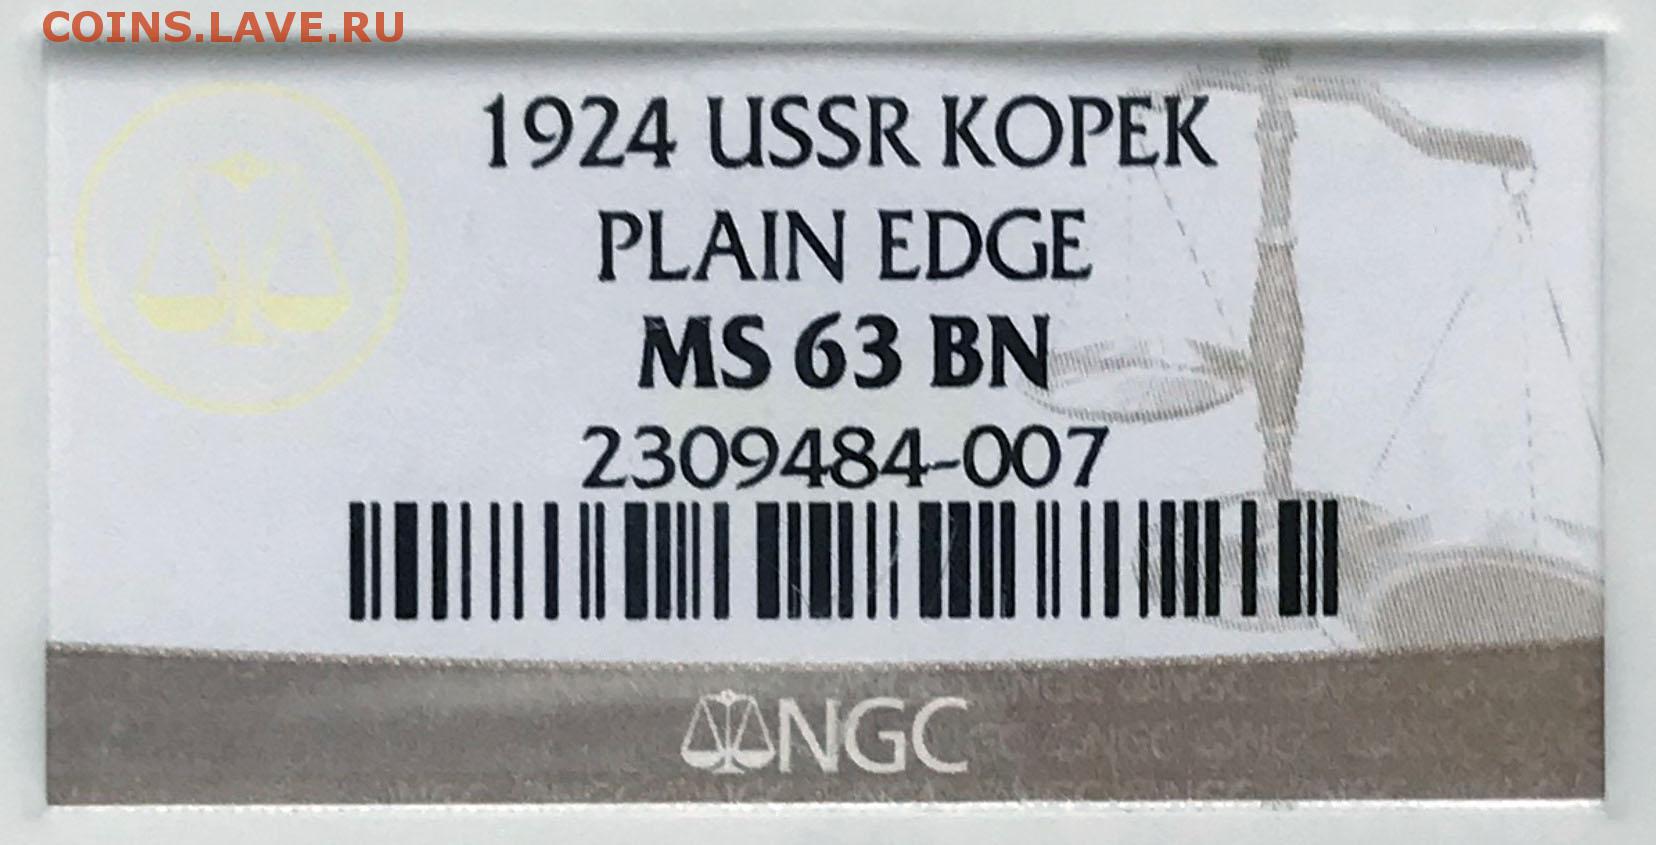 COINS.LAVE.RU
1924 USSR KOPEK
PLAIN EDGE
MS 63 BN
2309484-007
NGC